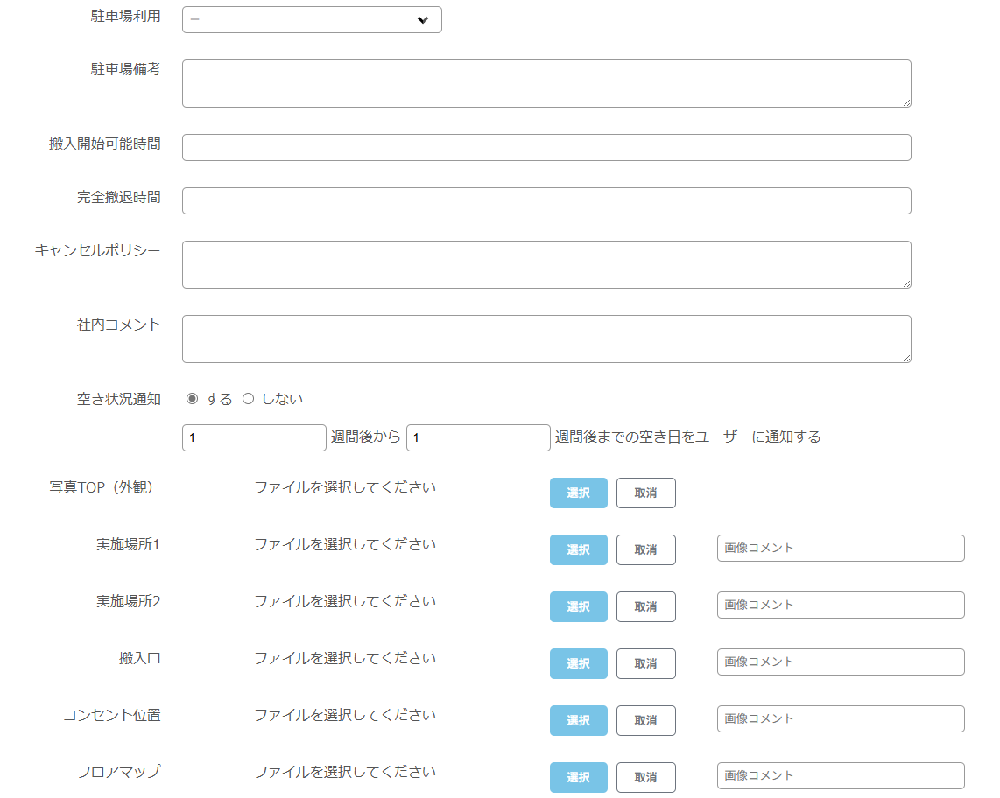 駐車場利用 —
駐車場備考
搬入開始可能時間
完全撤退時間
キャンセルポリシー
社内コメント
空き状況通知 する しない
1 週間後から 1 週間後までの空き日をユーザーに通知する
写真TOP（外観） ファイルを選択してください 選択 取消
実施場所1 ファイルを選択してください 選択 取消 画像コメント
実施場所2 ファイルを選択してください 選択 取消 画像コメント
搬入口 ファイルを選択してください 選択 取消 画像コメント
コンセント位置 ファイルを選択してください 選択 取消 画像コメント
フロアマップ ファイルを選択してください 選択 取消 画像コメント